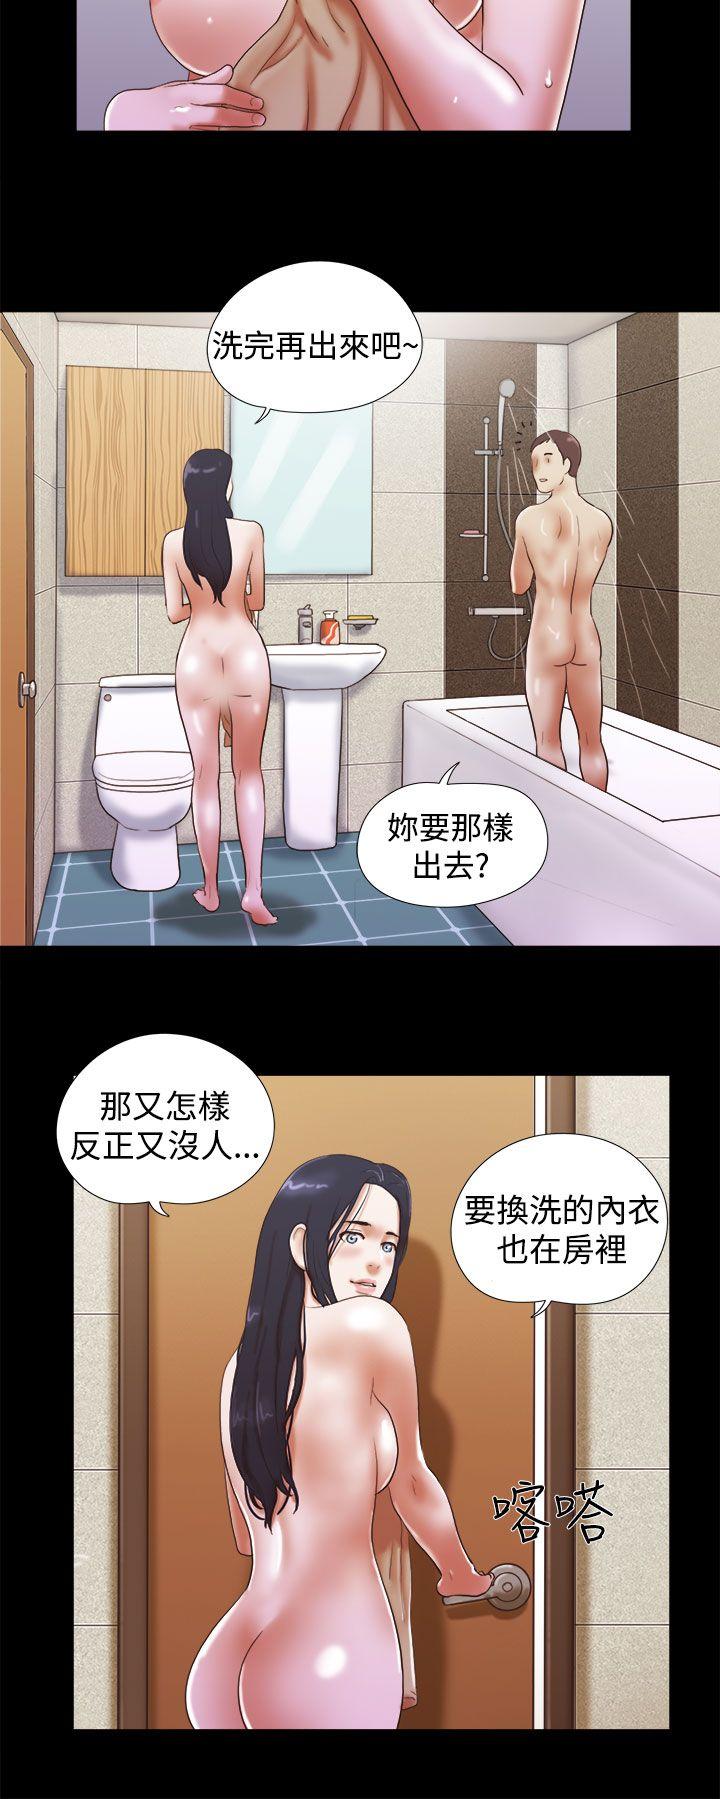 洗完再出來吧~
妳要那樣
出去?
那又怎樣
反正又沒人...
要換洗的內衣
也在房裡
喀嗒